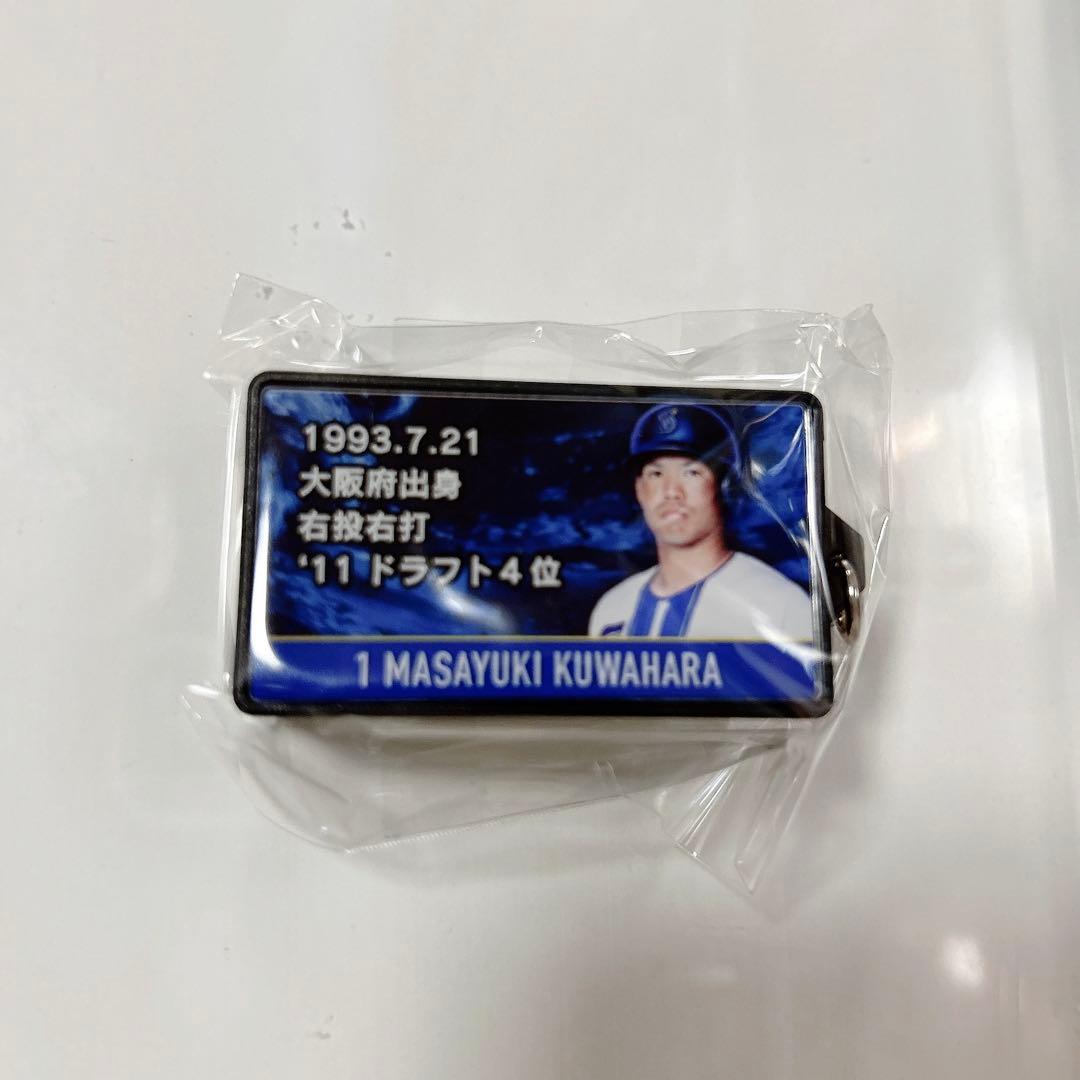 1993.7.21
大阪府出身
右投右打
'11 ドラフト4位
1 MASAYUKI KUWAHARA